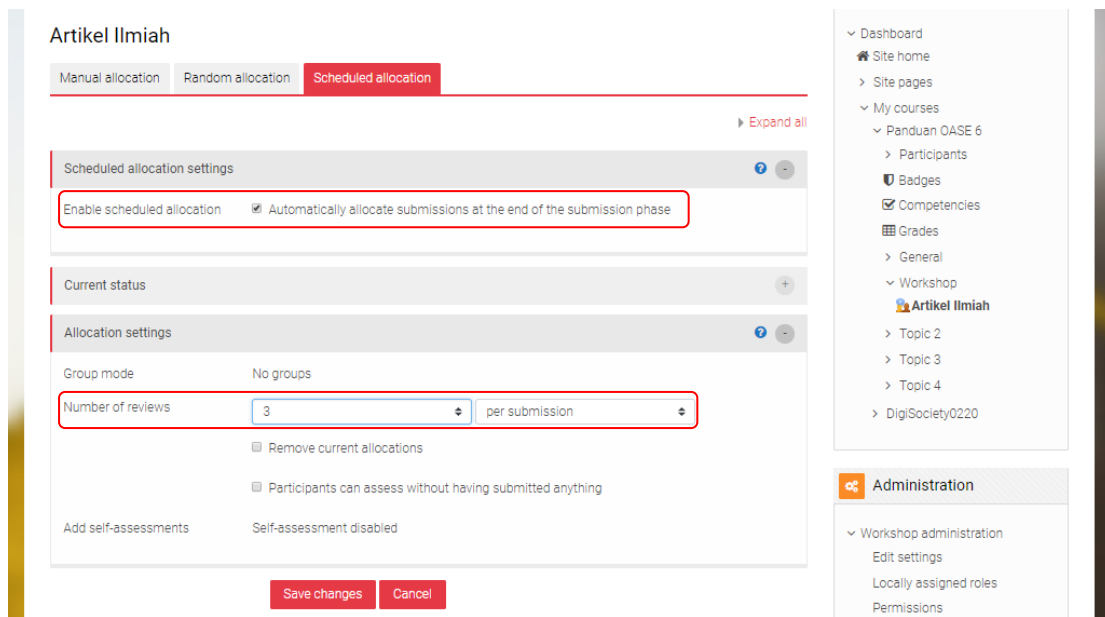 Artikel Ilmiah
Manual allocation Random allocation Scheduled allocation
Expand all
Scheduled allocation settings
Enable scheduled allocation Automatically allocate submissions at the end of the submission phase
Current status
Allocation settings
Group mode No groups
Number of reviews 3 per submission
Remove current allocations
Participants can assess without having submitted anything
Add self-assessments Self-assessment disabled
Save changes Cancel
Dashboard
Site home
Site pages
My courses
Panduan OASE 6
Participants
Badges
Competencies
Grades
General
Workshop
Artikel Ilmiah
Topic 2
Topic 3
Topic 4
DigiSociety0220
Administration
Workshop administration
Edit settings
Locally assigned roles
Permissions